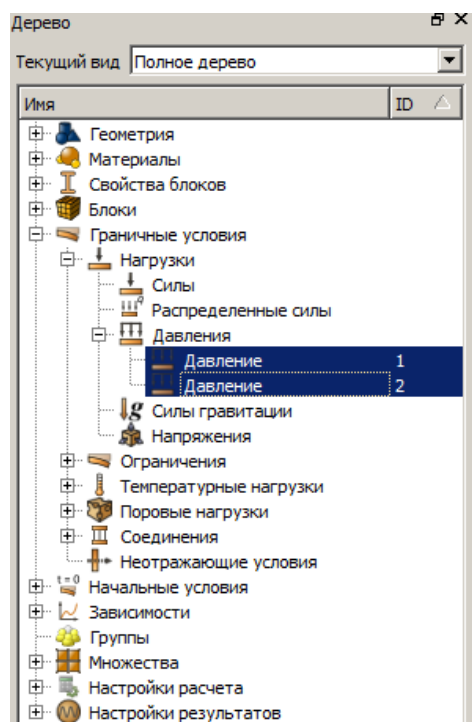 Дерево
Текущий вид Полное дерево
Имя ID
Геометрия
Материалы
Свойства блоков
Блоки
Граничные условия
Нагрузки
Силы
Распределенные силы
Давления
Давление 1
Давление 2
g Силы гравитации
Напряжения
Ограничения
Температурные нагрузки
Поровые нагрузки
Соединения
Неотражающие условия
t=0 Начальные условия
Зависимости
Группы
Множества
Настройки расчета
Настройки результатов